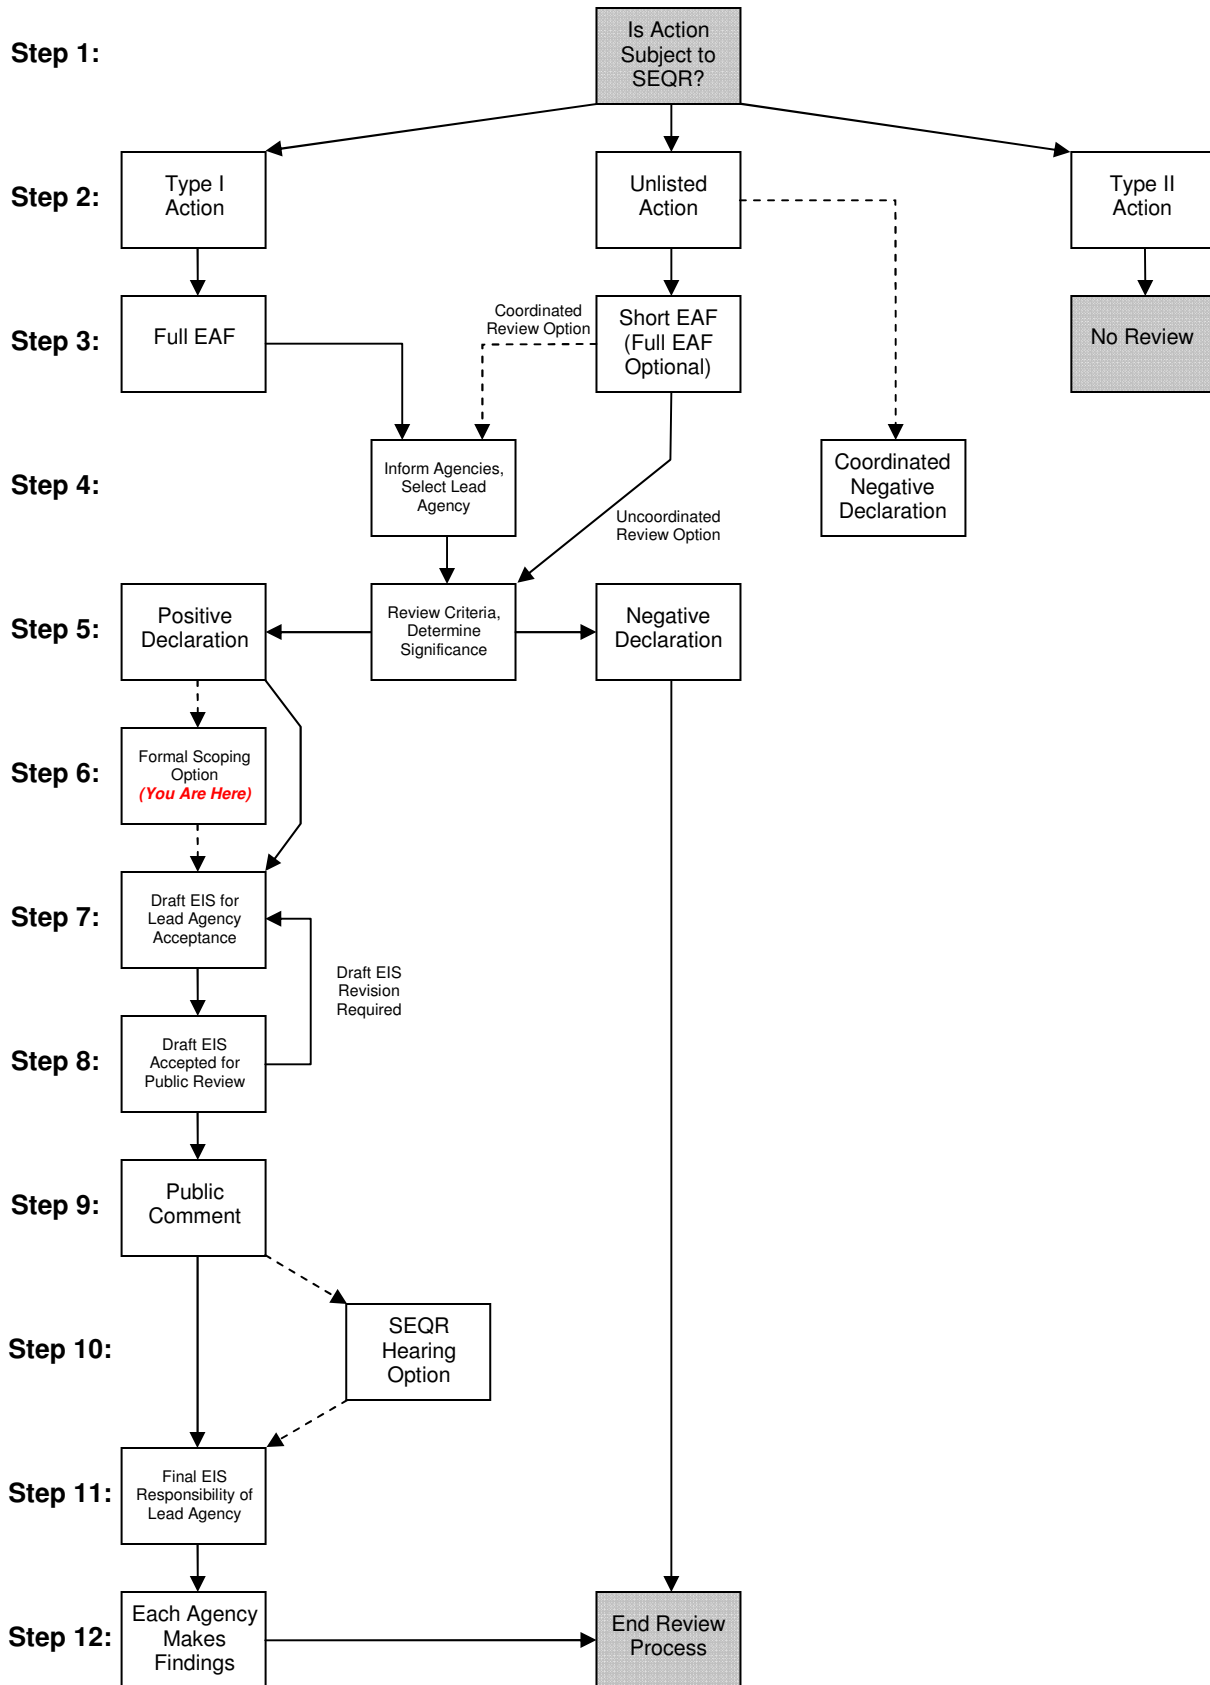 Step 1:
Is Action
Subject to
SEQR?
Step 2:
Type I
Action
Unlisted
Action
Type II
Action
Step 3:
Full EAF
Coordinated
Review Option
Short EAF
(Full EAF
Optional)
No Review
Step 4:
Inform Agencies,
Select Lead
Agency
Uncoordinated
Review Option
Coordinated
Negative
Declaration
Step 5:
Positive
Declaration
Review Criteria,
Determine
Significance
Negative
Declaration
Step 6:
Formal Scoping
Option
(You Are Here)
Step 7:
Draft EIS for
Lead Agency
Acceptance
Draft EIS
Revision
Required
Step 8:
Draft EIS
Accepted for
Public Review
Step 9:
Public
Comment
Step 10:
SEQR
Hearing
Option
Step 11:
Final EIS
Responsibility of
Lead Agency
Step 12:
Each Agency
Makes
Findings
End Review
Process